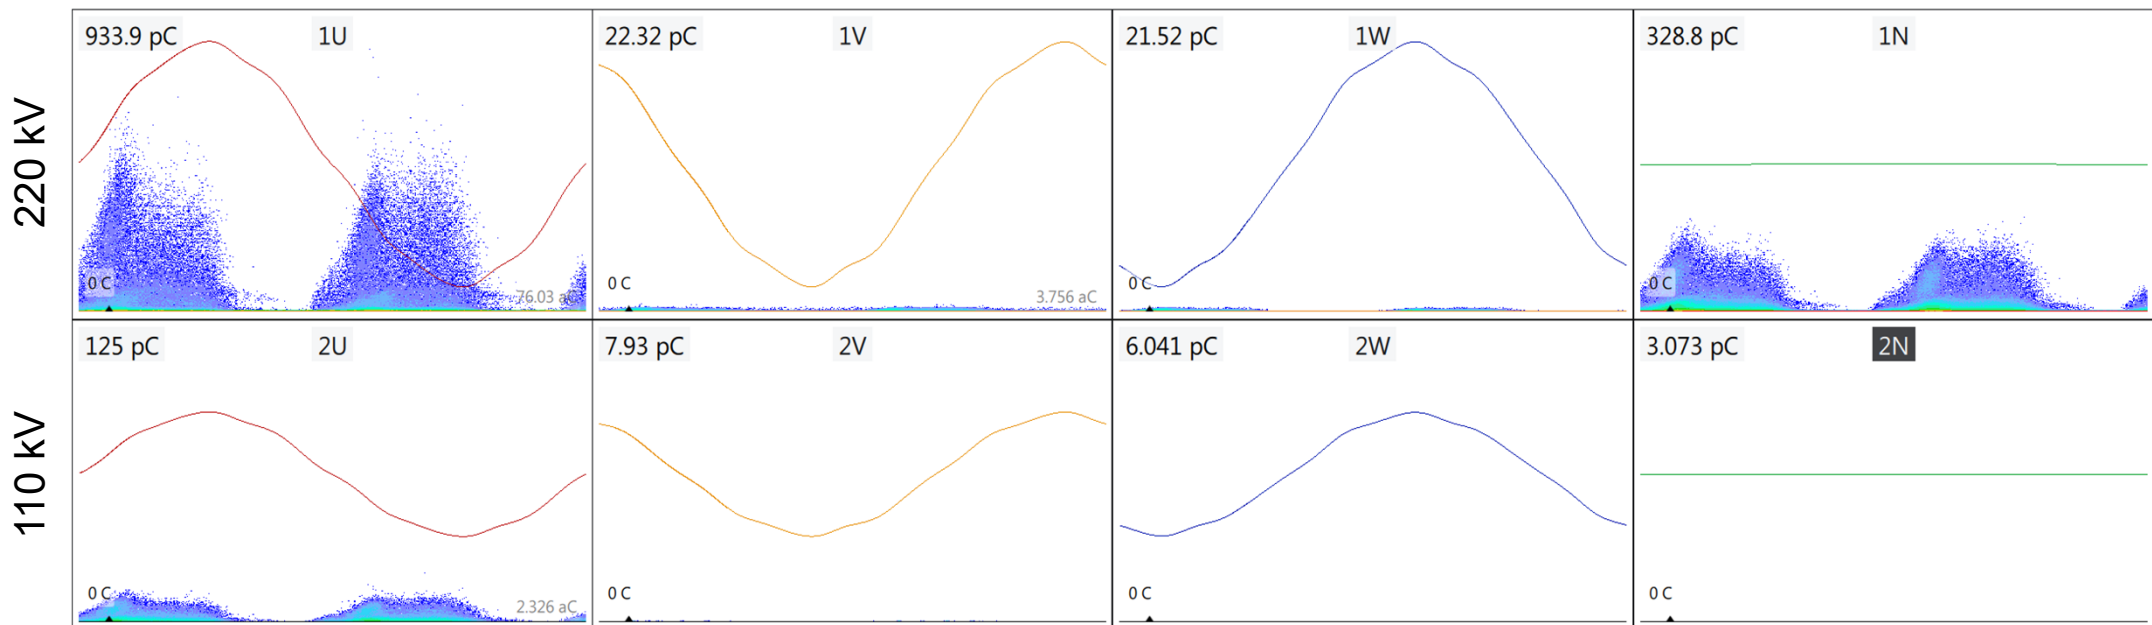 220 kV
933.9 pC 1U
0 C
76.03 aC
22.32 pC 1V
0 C
3.756 aC
21.52 pC 1W
0 C
328.8 pC 1N
0 C
110 kV
125 pC 2U
0 C
2.326 aC
7.93 pC 2V
0 C
6.041 pC 2W
0 C
3.073 pC 2N
0 C